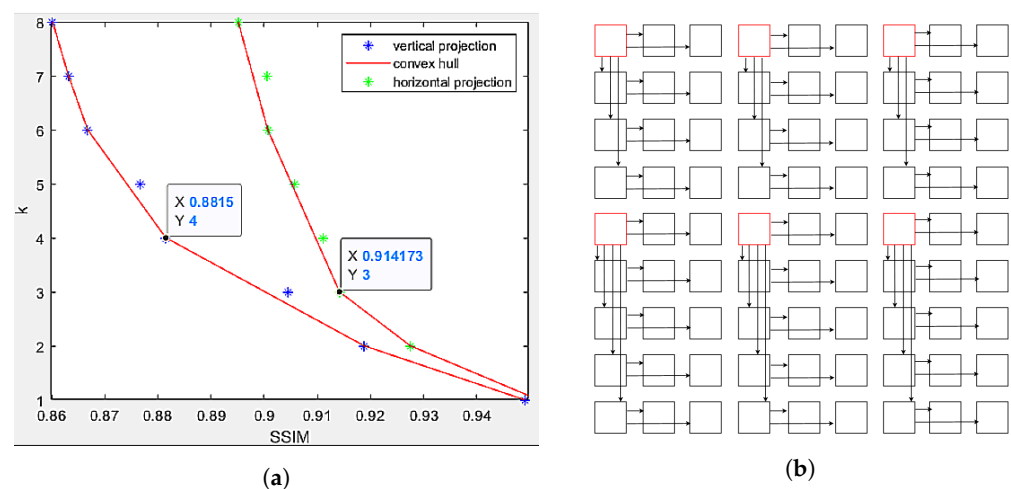 8
7
6
5
4
3
2
1
k
vertical projection
convex hull
horizontal projection
X 0.8815
Y 4
X 0.914173
Y 3
0.86 0.87 0.88 0.89 0.9 0.91 0.92 0.93 0.94
SSIM
(a)
(b)